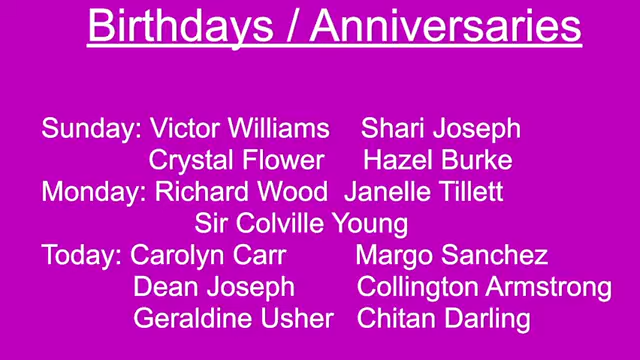 Birthdays / Anniversaries
Sunday: Victor Williams Shari Joseph
Crystal Flower Hazel Burke
Monday: Richard Wood Janelle Tillett
Sir Colville Young
Today: Carolyn Carr Margo Sanchez
Dean Joseph Collington Armstrong
Geraldine Usher Chitan Darling